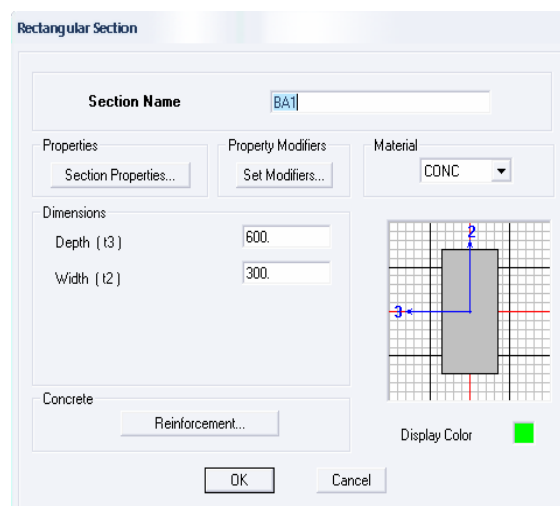 Rectangular Section
Section Name BA1
Properties Property Modifiers Material
Section Properties... Set Modifiers... CONC
Dimensions
Depth ( t3 ) 600.
Width ( t2 ) 300.
2
3
Concrete
Reinforcement...
Display Color
OK Cancel